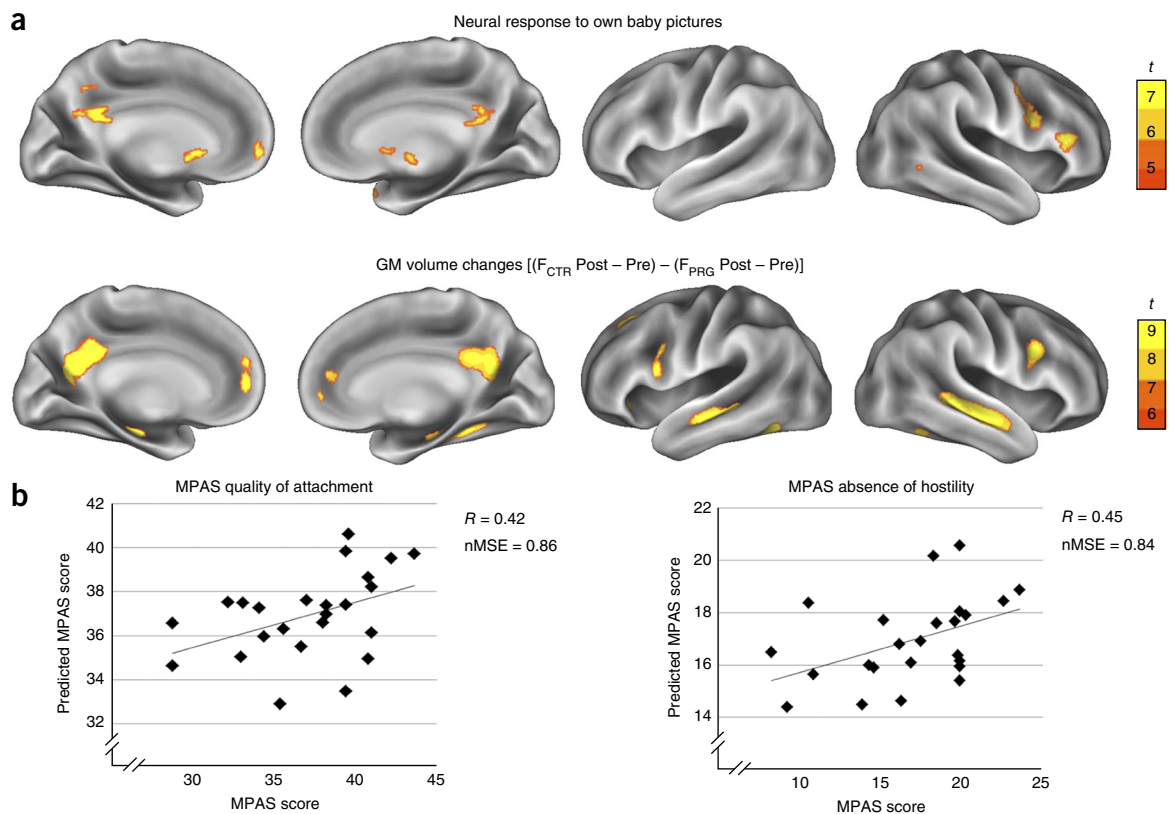 a
Neural response to own baby pictures
t
7
6
5
GM volume changes [(F_CTR Post – Pre) – (F_PRG Post – Pre)]
t
9
8
7
6
b
MPAS quality of attachment
R = 0.42
nMSE = 0.86
Predicted MPAS score
42
40
38
36
34
32
30 35 40 45
MPAS score
MPAS absence of hostility
R = 0.45
nMSE = 0.84
Predicted MPAS score
22
20
18
16
14
10 15 20 25
MPAS score